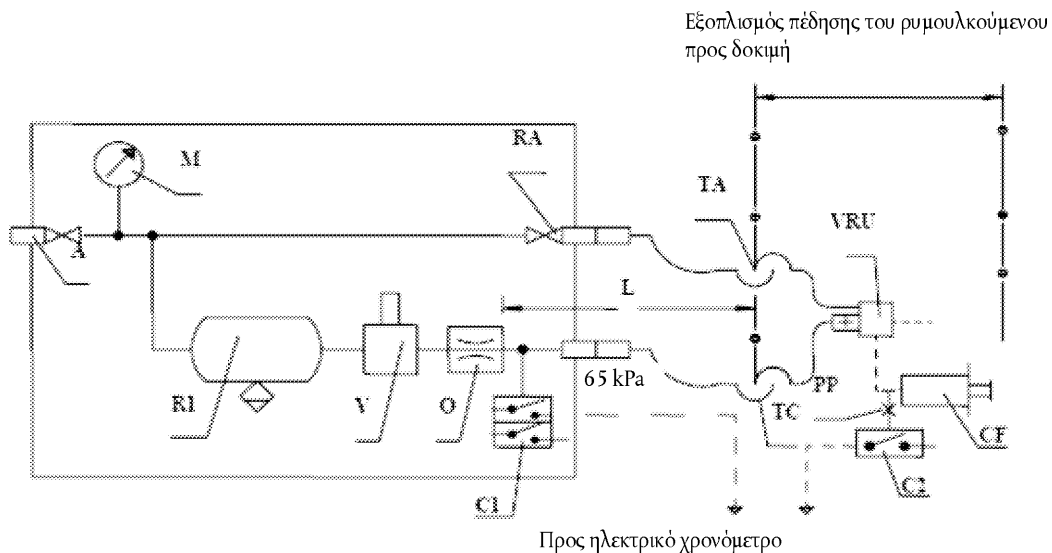 Εξοπλισμός πέδησης του ρυμουλκούμενου
προς δοκιμή
M
RA
TA
VRU
A
L
65 kPa
R1
V
O
PP
TC
CF
C1
C2
Προς ηλεκτρικό χρονόμετρο